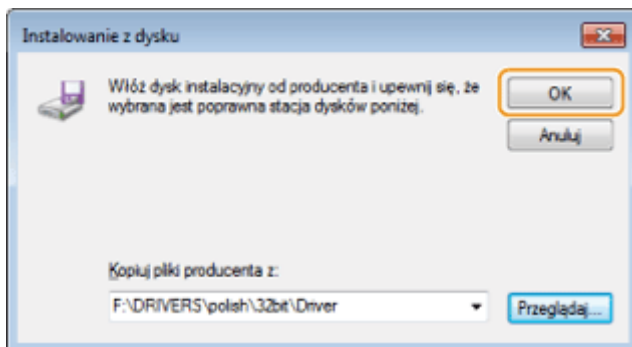 Instalowanie z dysku
Włóż dysk instalacyjny od producenta i upewnij się, że
wybrana jest poprawna stacja dysków poniżej.
OK
Anuluj
Kopiuj pliki producenta z:
F:\DRIVERS\polish\32bit\Driver
Przeglądaj...